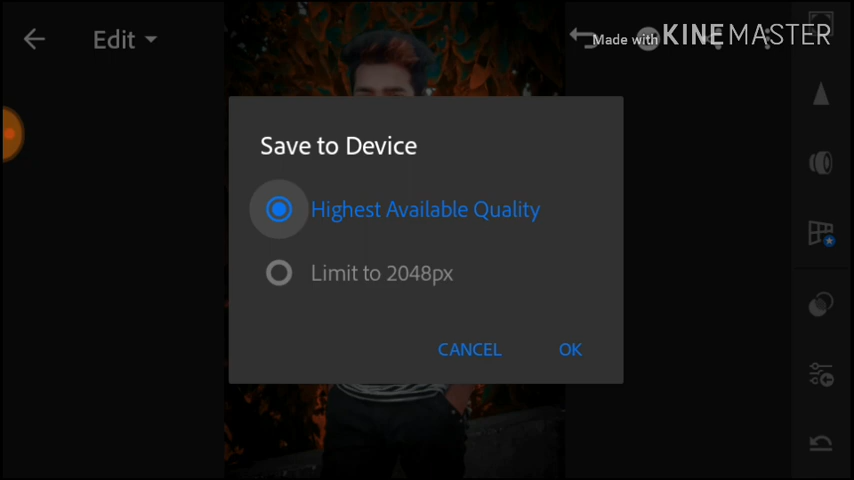 Edit
Made with KINEMASTER
Save to Device
Highest Available Quality
Limit to 2048px
CANCEL OK